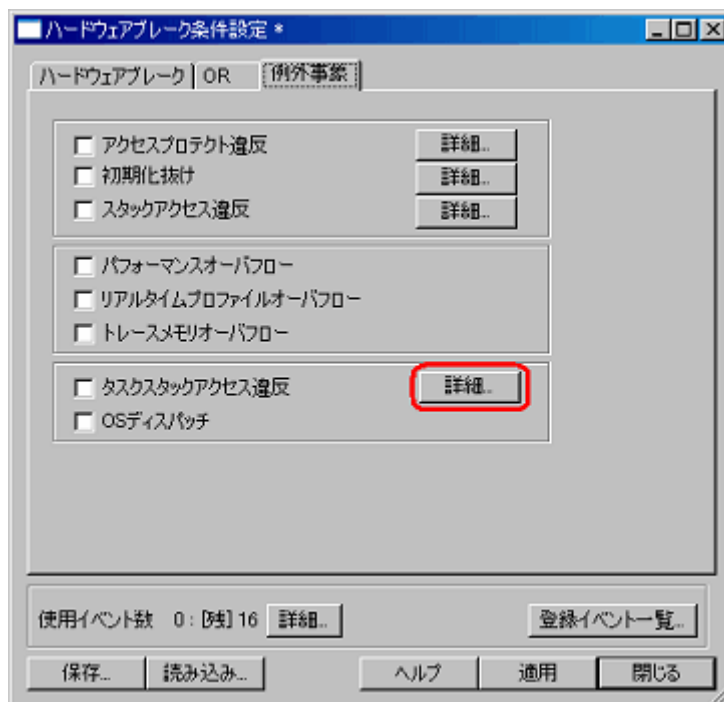 ハードウェアブレーク条件設定 *
ハードウェアブレーク OR 例外事象
アクセスプロテクト違反 詳細...
初期化抜け 詳細...
スタックアクセス違反 詳細...
パフォーマンスオーバフロー
リアルタイムプロファイルオーバフロー
トレースメモリオーバフロー
タスクスタックアクセス違反 詳細...
OSディスパッチ
使用イベント数 0 : [残] 16 詳細... 登録イベント一覧...
保存... 読み込み... ヘルプ 適用 閉じる